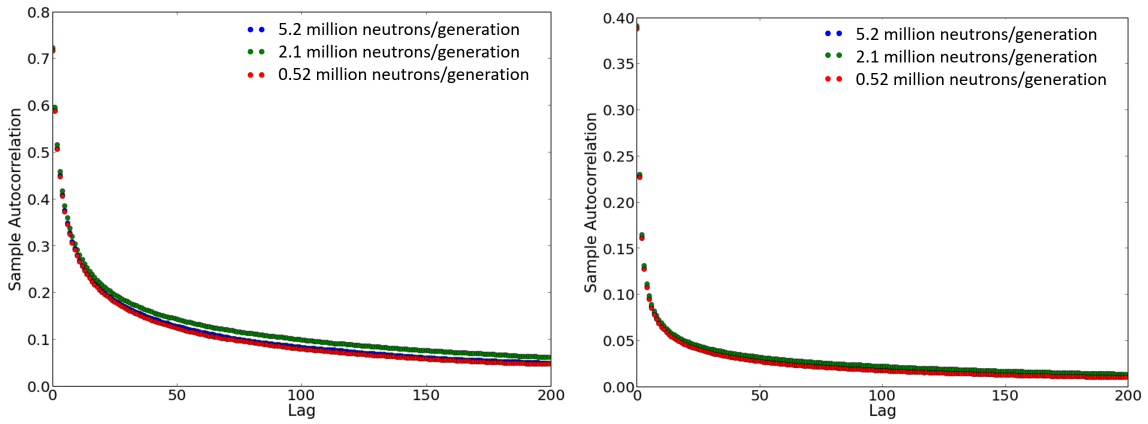 0.8
0.7
0.6
0.5
0.4
0.3
0.2
0.1
0.0
Sample Autocorrelation
5.2 million neutrons/generation
2.1 million neutrons/generation
0.52 million neutrons/generation
0 50 100 150 200
Lag
0.40
0.35
0.30
0.25
0.20
0.15
0.10
0.05
0.00
Sample Autocorrelation
5.2 million neutrons/generation
2.1 million neutrons/generation
0.52 million neutrons/generation
0 50 100 150 200
Lag